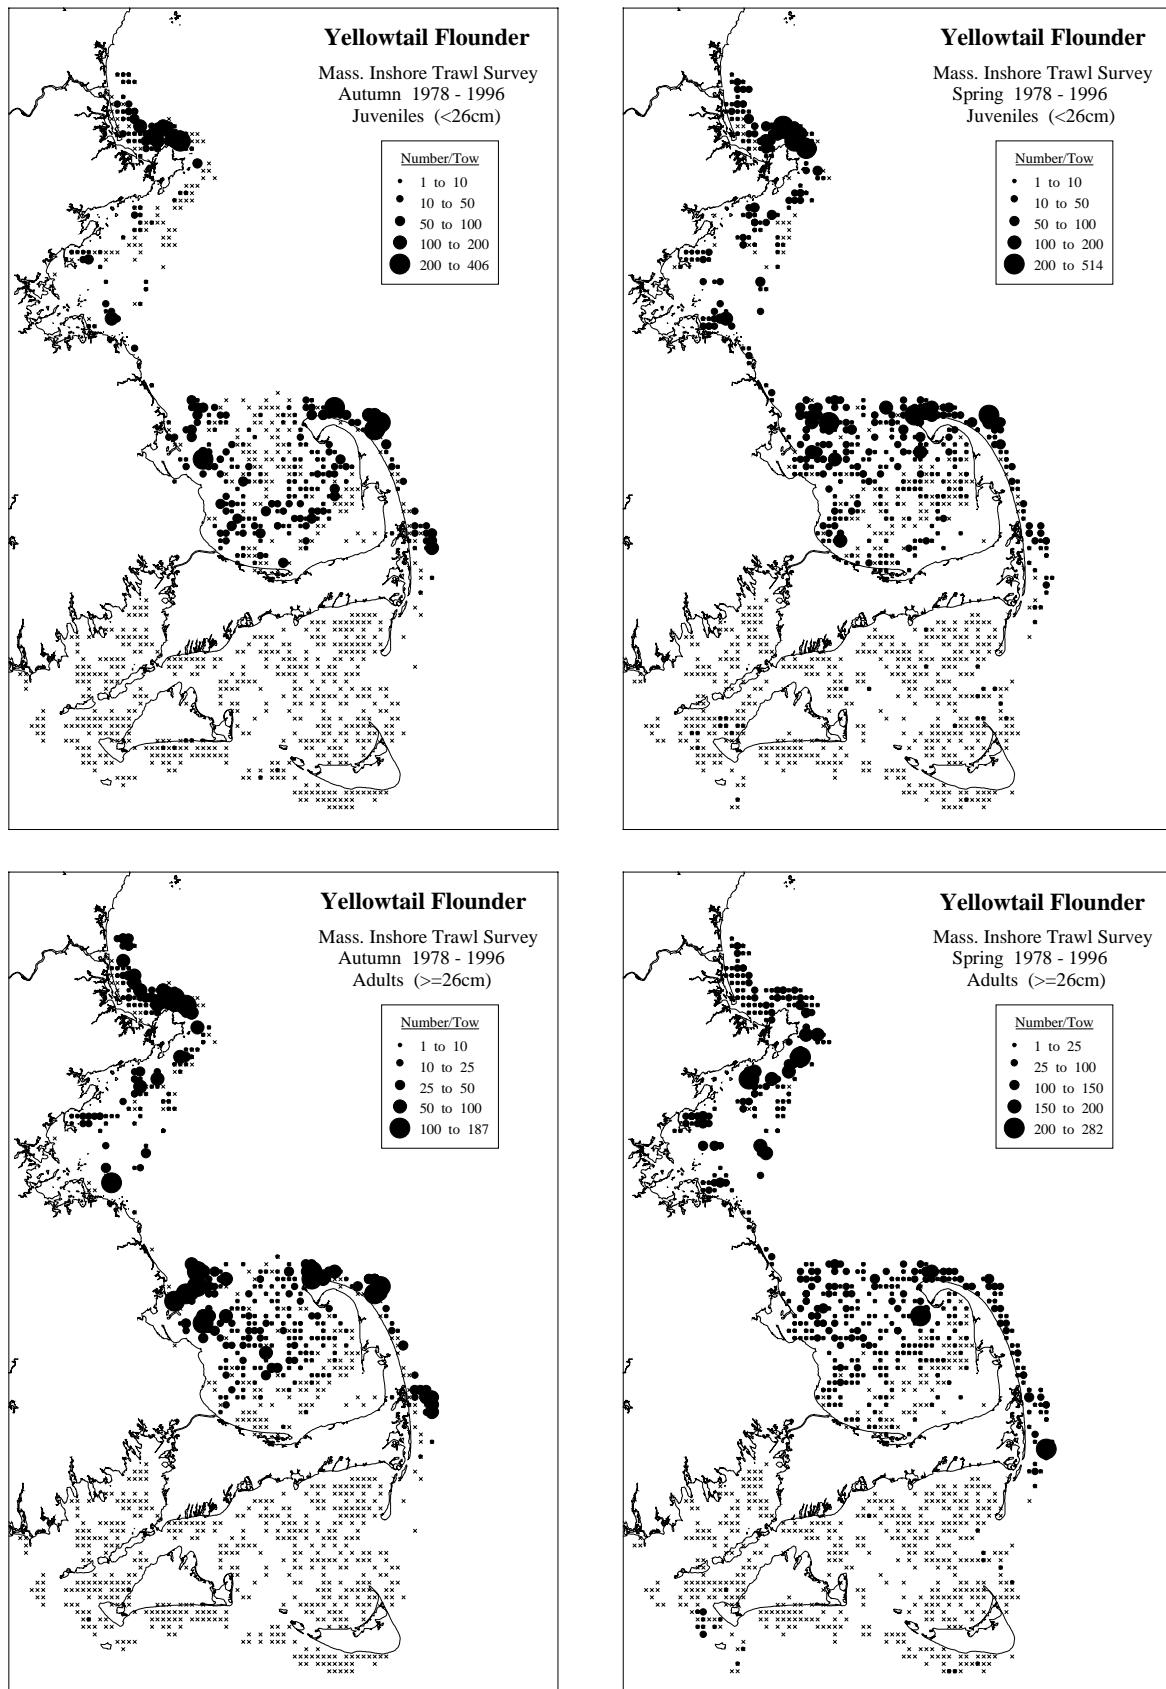 Yellowtail Flounder
Mass. Inshore Trawl Survey
Autumn 1978 - 1996
Juveniles (<26cm)
Number/Tow
1 to 10
10 to 50
50 to 100
100 to 200
200 to 406
Yellowtail Flounder
Mass. Inshore Trawl Survey
Spring 1978 - 1996
Juveniles (<26cm)
Number/Tow
1 to 10
10 to 50
50 to 100
100 to 200
200 to 514
Yellowtail Flounder
Mass. Inshore Trawl Survey
Autumn 1978 - 1996
Adults (>=26cm)
Number/Tow
1 to 10
10 to 25
25 to 50
50 to 100
100 to 187
Yellowtail Flounder
Mass. Inshore Trawl Survey
Spring 1978 - 1996
Adults (>=26cm)
Number/Tow
1 to 25
25 to 100
100 to 150
150 to 200
200 to 282